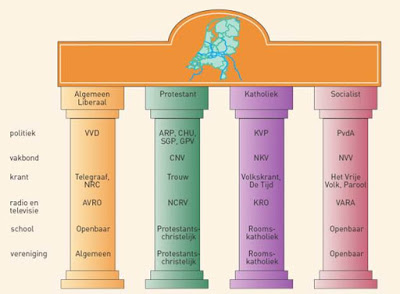 Algemeen Liberaal Protestant Katholiek Socialist
politiek VVD ARP, CHU, SGP, GPV KVP PvdA
vakbond CNV NKV NVV
krant Telegraaf, NRC Trouw Volkskrant, De Tijd Het Vrije Volk, Parool
radio en televisie AVRO NCRV KRO VARA
school Openbaar Protestants-christelijk Rooms-katholiek Openbaar
vereniging Algemeen Protestants-christelijk Rooms-katholiek Openbaar